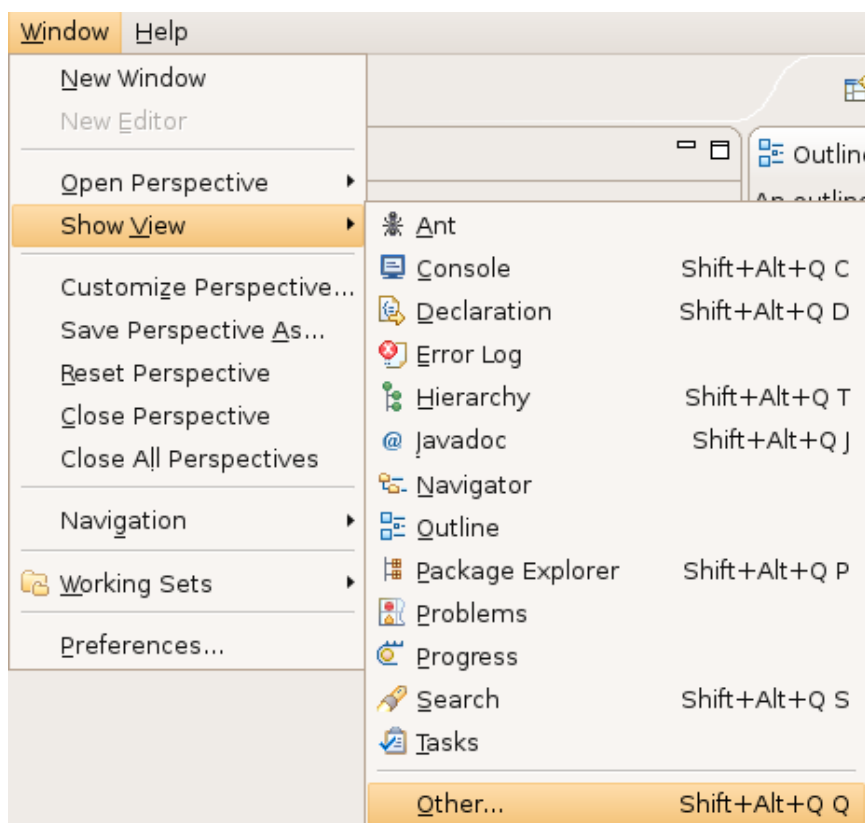 Window Help
New Window
New Editor
Outlin
Open Perspective
An outline
Show View
Ant
Console Shift+Alt+Q C
Customize Perspective...
Declaration Shift+Alt+Q D
Save Perspective As...
Error Log
Reset Perspective
Hierarchy Shift+Alt+Q T
Close Perspective
Javadoc Shift+Alt+Q J
Close All Perspectives
Navigator
Navigation
Outline
Package Explorer Shift+Alt+Q P
Working Sets
Problems
Preferences...
Progress
Search Shift+Alt+Q S
Tasks
Other... Shift+Alt+Q Q